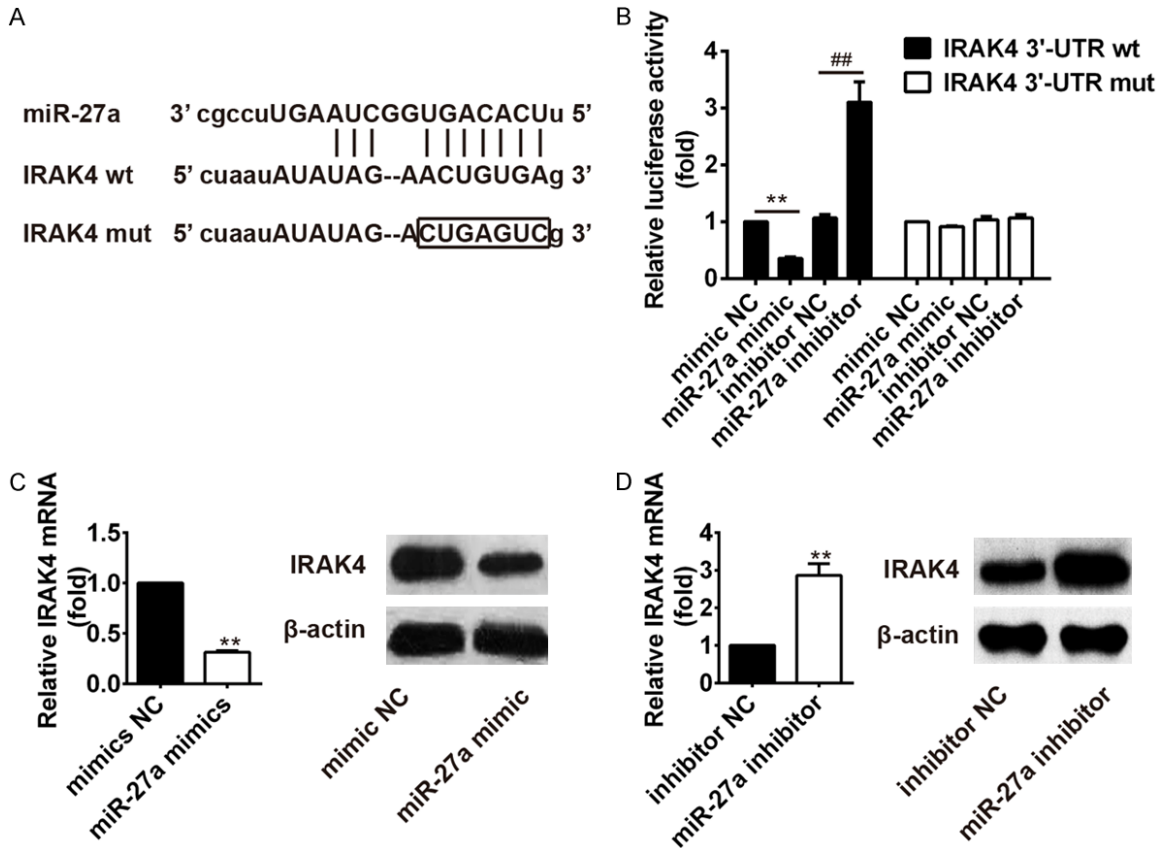 A
miR-27a 3’ cgccuUGAAUCGGUGACACUu 5’
IRAK4 wt 5’ cuaauAUAUAG--AACUGUGAg 3’
IRAK4 mut 5’ cuaauAUAUAG--ACUGAGUCg 3’
B
Relative luciferase activity
(fold)
4
3
2
1
0
**
##
IRAK4 3'-UTR wt
IRAK4 3'-UTR mut
mimic NC
miR-27a mimic
inhibitor NC
miR-27a inhibitor
mimic NC
miR-27a mimic
inhibitor NC
miR-27a inhibitor
C
Relative IRAK4 mRNA
(fold)
1.5
1.0
0.5
0.0
**
mimics NC
miR-27a mimics
IRAK4
β-actin
mimic NC
miR-27a mimic
D
Relative IRAK4 mRNA
(fold)
4
3
2
1
0
**
inhibitor NC
miR-27a inhibitor
IRAK4
β-actin
inhibitor NC
miR-27a inhibitor